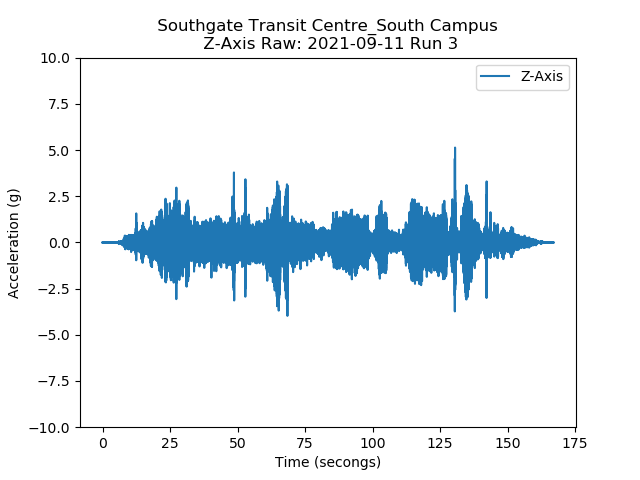 Southgate Transit Centre_South Campus
Z-Axis Raw: 2021-09-11 Run 3
Z-Axis
10.0
7.5
5.0
2.5
0.0
−2.5
−5.0
−7.5
−10.0
Acceleration (g)
0 25 50 75 100 125 150 175
Time (secongs)